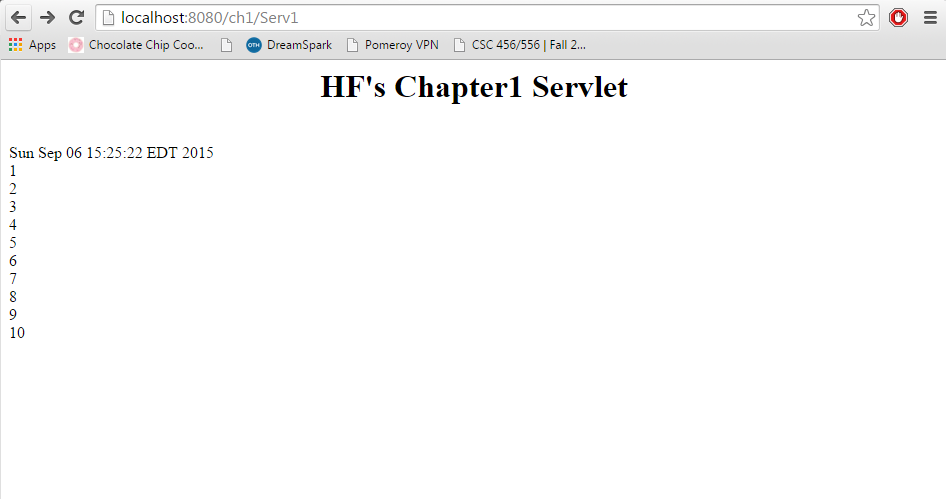 localhost:8080/ch1/Serv1
Apps Chocolate Chip Coo... OTH DreamSpark Pomeroy VPN CSC 456/556 | Fall 2...
HF's Chapter1 Servlet
Sun Sep 06 15:25:22 EDT 2015
1
2
3
4
5
6
7
8
9
10